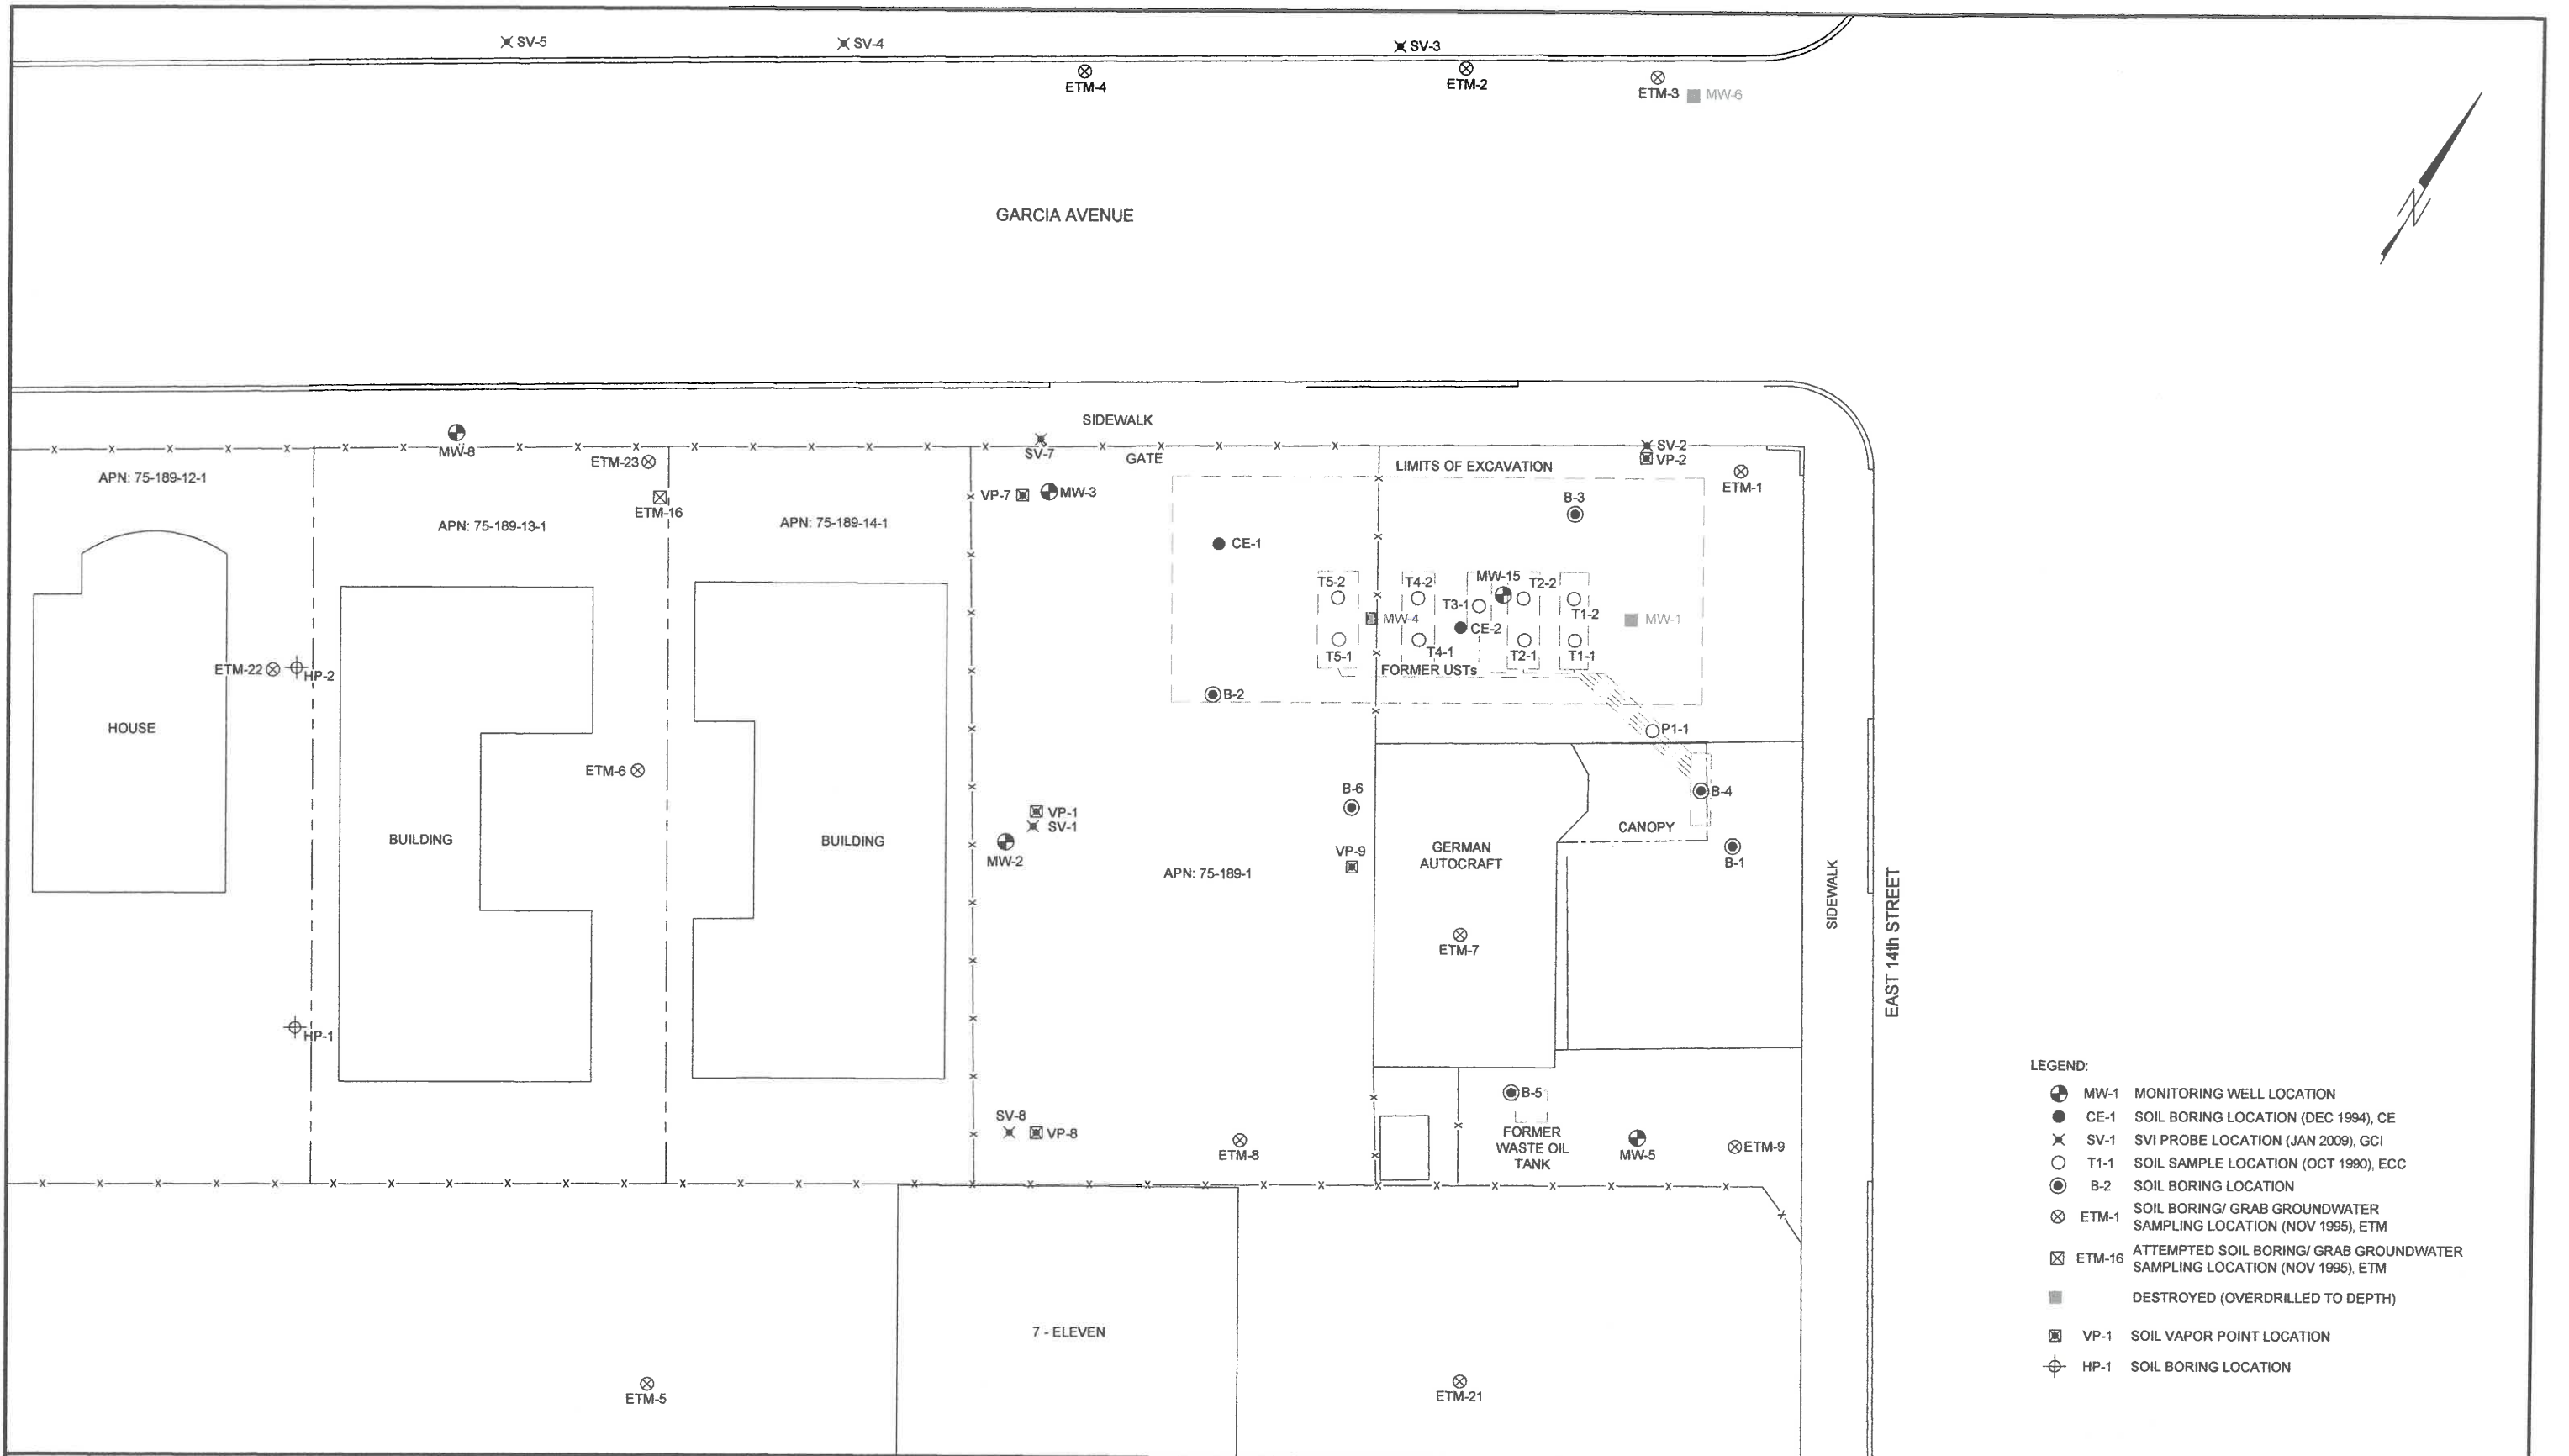 SV-5
SV-4
SV-3
ETM-4
ETM-2
ETM-3
MW-6
N
GARCIA AVENUE
SIDEWALK
MW-8
ETM-23
SV-7
GATE
SV-2
VP-2
LIMITS OF EXCAVATION
APN: 75-189-12-1
ETM-16
VP-7
MW-3
ETM-1
B-3
APN: 75-189-13-1
APN: 75-189-14-1
CE-1
T5-2
T4-2
MW-15
T2-2
T3-1
T1-2
MW-4
MW-1
CE-2
T5-1
T4-1
T2-1
T1-1
FORMER USTs
ETM-22
HP-2
B-2
HOUSE
P1-1
ETM-6
B-6
B-4
VP-1
SV-1
CANOPY
BUILDING
BUILDING
MW-2
VP-9
GERMAN
AUTOCRAFT
B-1
APN: 75-189-1
SIDEWALK
EAST 14th STREET
ETM-7
HP-1
B-5
SV-8
VP-8
ETM-8
FORMER
WASTE OIL
TANK
MW-5
ETM-9
7 - ELEVEN
ETM-5
ETM-21
LEGEND:
MW-1 MONITORING WELL LOCATION
CE-1 SOIL BORING LOCATION (DEC 1994), CE
SV-1 SVI PROBE LOCATION (JAN 2009), GCI
T1-1 SOIL SAMPLE LOCATION (OCT 1990), ECC
B-2 SOIL BORING LOCATION
ETM-1 SOIL BORING/ GRAB GROUNDWATER
SAMPLING LOCATION (NOV 1995), ETM
ETM-16 ATTEMPTED SOIL BORING/ GRAB GROUNDWATER
SAMPLING LOCATION (NOV 1995), ETM
DESTROYED (OVERDRILLED TO DEPTH)
VP-1 SOIL VAPOR POINT LOCATION
HP-1 SOIL BORING LOCATION